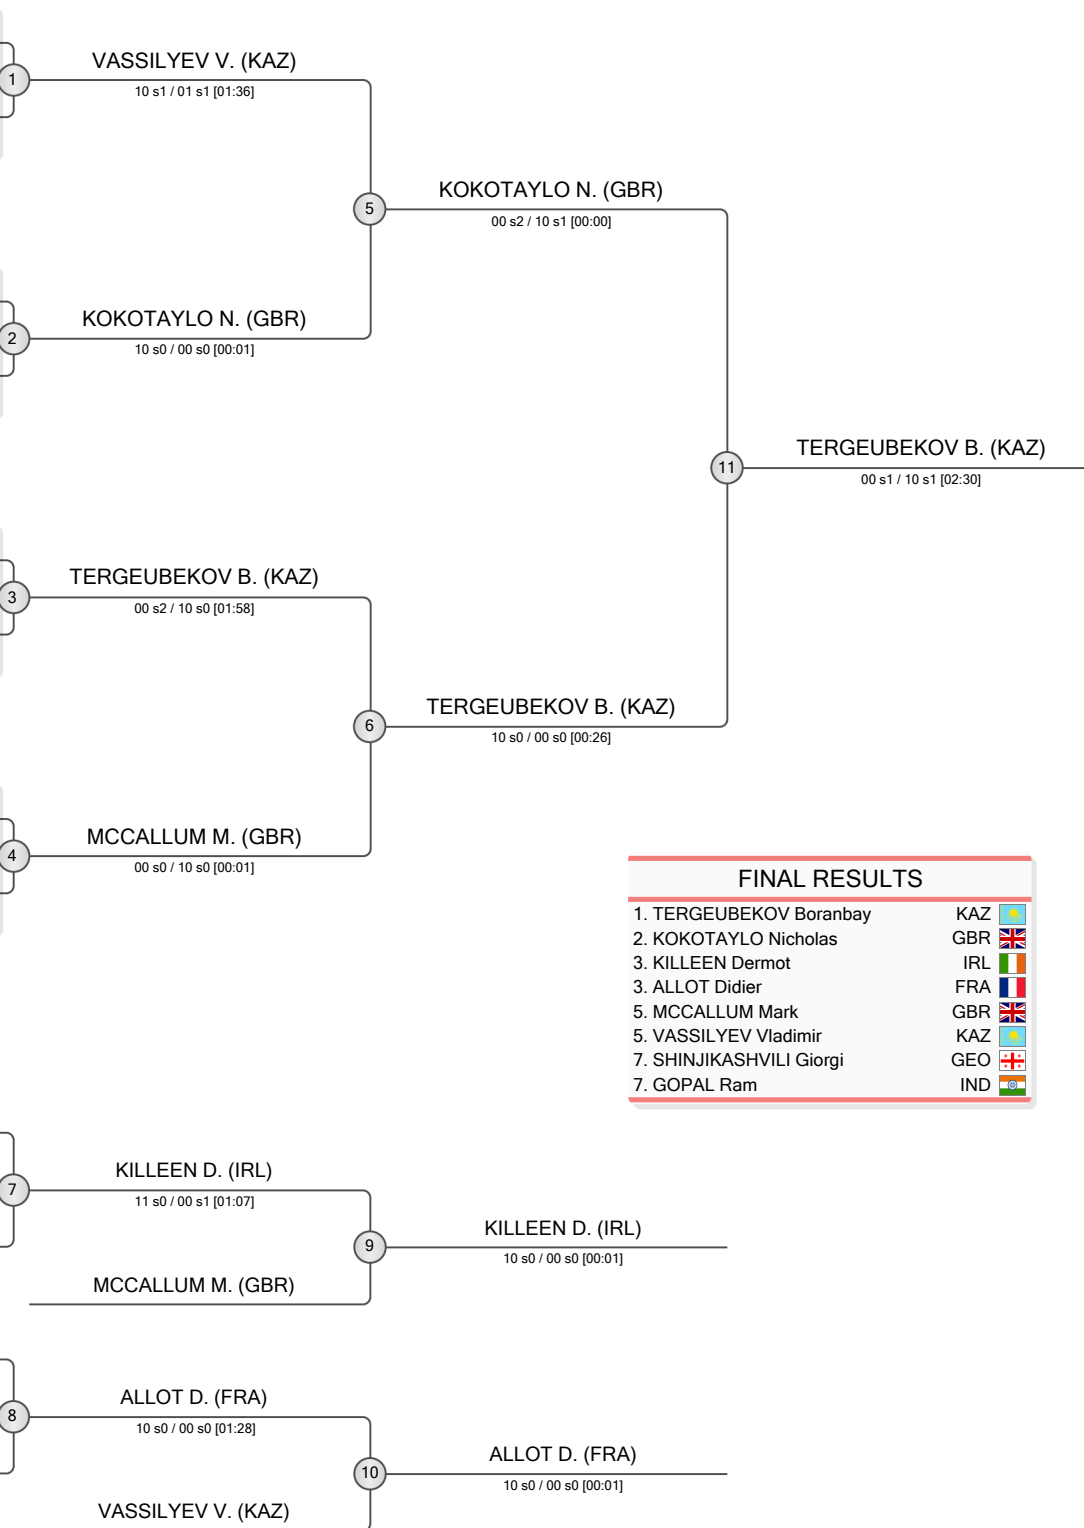 VASSILYEV V. (KAZ)
1
10 s1 / 01 s1 [01:36]
KOKOTAYLO N. (GBR)
5
00 s2 / 10 s1 [00:00]
KOKOTAYLO N. (GBR)
2
10 s0 / 00 s0 [00:01]
TERGEUBEKOV B. (KAZ)
11
00 s1 / 10 s1 [02:30]
TERGEUBEKOV B. (KAZ)
3
00 s2 / 10 s0 [01:58]
TERGEUBEKOV B. (KAZ)
6
10 s0 / 00 s0 [00:26]
MCCALLUM M. (GBR)
4
00 s0 / 10 s0 [00:01]
FINAL RESULTS
1. TERGEUBEKOV Boranbay KAZ
2. KOKOTAYLO Nicholas GBR
3. KILLEEN Dermot IRL
3. ALLOT Didier FRA
5. MCCALLUM Mark GBR
5. VASSILYEV Vladimir KAZ
7. SHINJIKASHVILI Giorgi GEO
7. GOPAL Ram IND
KILLEEN D. (IRL)
7
11 s0 / 00 s1 [01:07]
KILLEEN D. (IRL)
9
10 s0 / 00 s0 [00:01]
MCCALLUM M. (GBR)
ALLOT D. (FRA)
8
10 s0 / 00 s0 [01:28]
ALLOT D. (FRA)
10
10 s0 / 00 s0 [00:01]
VASSILYEV V. (KAZ)